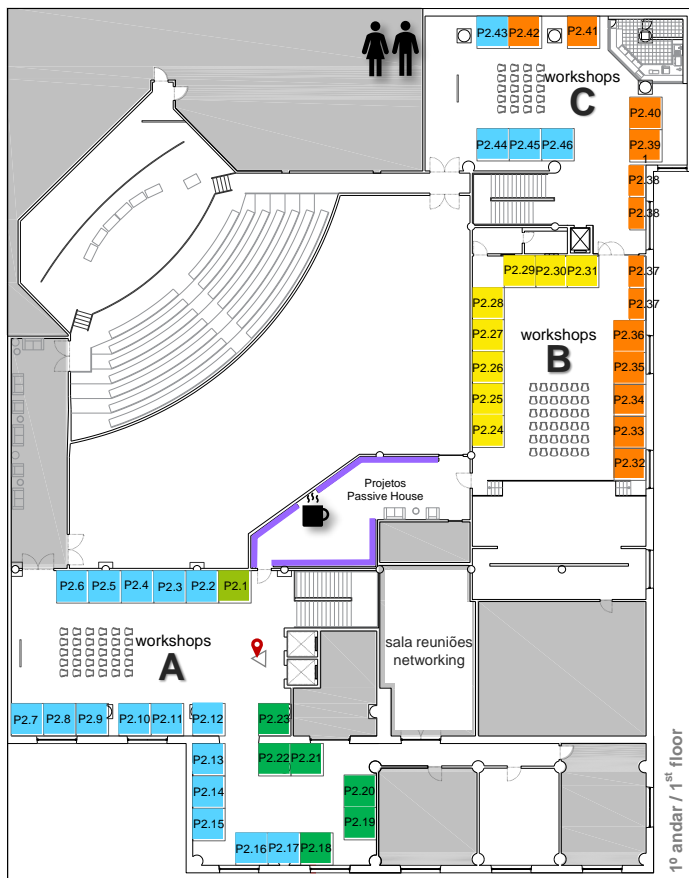 P2.43
P2.42
P2.41
workshops
C
P2.40
P2.44
P2.45
P2.46
P2.39
1
P2.38
P2.38
P2.29
P2.30
P2.31
P2.37
P2.28
P2.37
P2.27
workshops
B
P2.36
P2.26
P2.35
P2.25
P2.34
P2.24
P2.33
P2.32
Projetos
Passive House
P2.6
P2.5
P2.4
P2.3
P2.2
P2.1
workshops
A
sala reuniões
networking
P2.7
P2.8
P2.9
P2.10
P2.11
P2.12
P2.23
P2.13
P2.22
P2.21
P2.14
P2.20
P2.15
P2.19
P2.16
P2.17
P2.18
1º andar / 1st floor